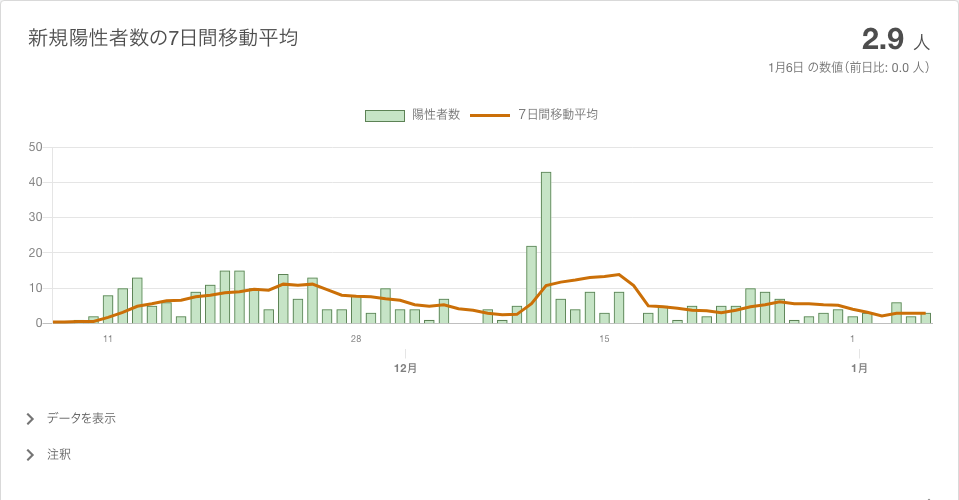 新規陽性者数の7日間移動平均
2.9 人
1月6日 の数値（前日比: 0.0 人）
陽性者数 7日間移動平均
50
40
30
20
10
0
11 28 15 1
12月 1月
データを表示
注釈